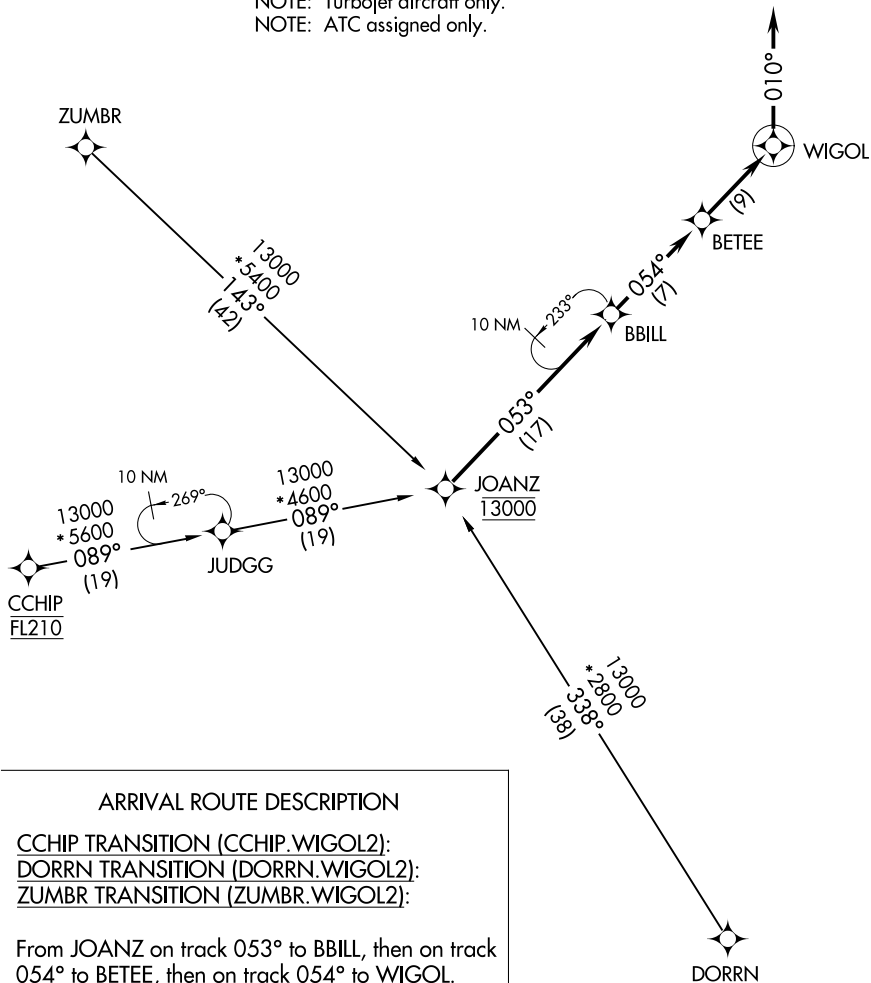 NOTE: Turbojet aircraft only.
NOTE: ATC assigned only.
010°
ZUMBR
WIGOL
(9)
BETEE
13000
*5400
143°
(42)
054°
(7)
10 NM
233°
BBILL
053°
(17)
10 NM
269°
13000
*4600
089°
(19)
JOANZ
13000
13000
*5600
089°
(19)
JUDGG
CCHIP
FL210
13000
*2800
338°
(38)
ARRIVAL ROUTE DESCRIPTION
CCHIP TRANSITION (CCHIP.WIGOL2):
DORRN TRANSITION (DORRN.WIGOL2):
ZUMBR TRANSITION (ZUMBR.WIGOL2):
From JOANZ on track 053° to BBILL, then on track
054° to BETEE, then on track 054° to WIGOL.
DORRN